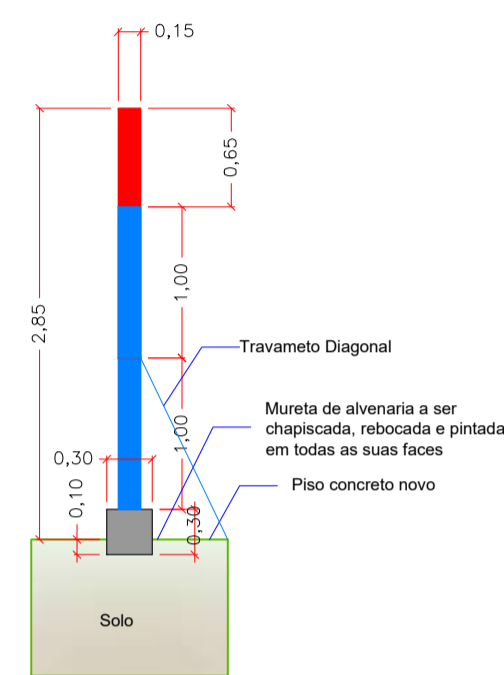 0,15
0,65
2,85
1,00
Travameto Diagonal
1,00
Mureta de alvenaria a ser
chapiscada, rebocada e pintada
em todas as suas faces
0,30
Piso concreto novo
0,10
0,30
Solo